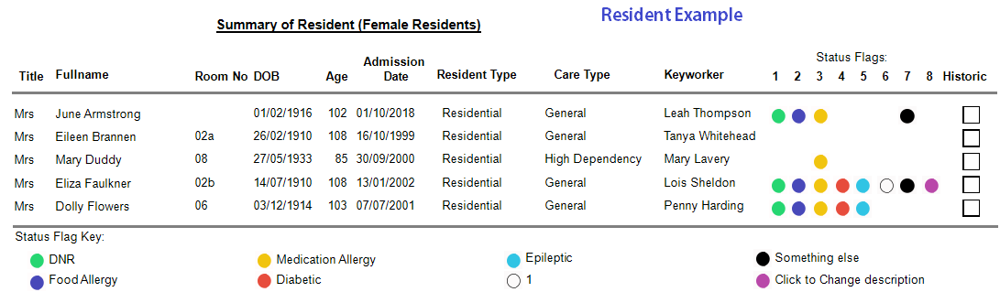 Resident Example
Summary of Resident (Female Residents)
Status Flags:
Title Fullname Room No DOB Age Admission Date Resident Type Care Type Keyworker 1 2 3 4 5 6 7 8 Historic
Mrs June Armstrong 01/02/1916 102 01/10/2018 Residential General Leah Thompson
Mrs Eileen Brannen 02a 26/02/1910 108 16/10/1999 Residential General Tanya Whitehead
Mrs Mary Duddy 08 27/05/1933 85 30/09/2000 Residential High Dependency Mary Lavery
Mrs Eliza Faulkner 02b 14/07/1910 108 13/01/2002 Residential General Lois Sheldon
Mrs Dolly Flowers 06 03/12/1914 103 07/07/2001 Residential General Penny Harding
Status Flag Key:
DNR Medication Allergy Epileptic Something else
Food Allergy Diabetic 1 Click to Change description